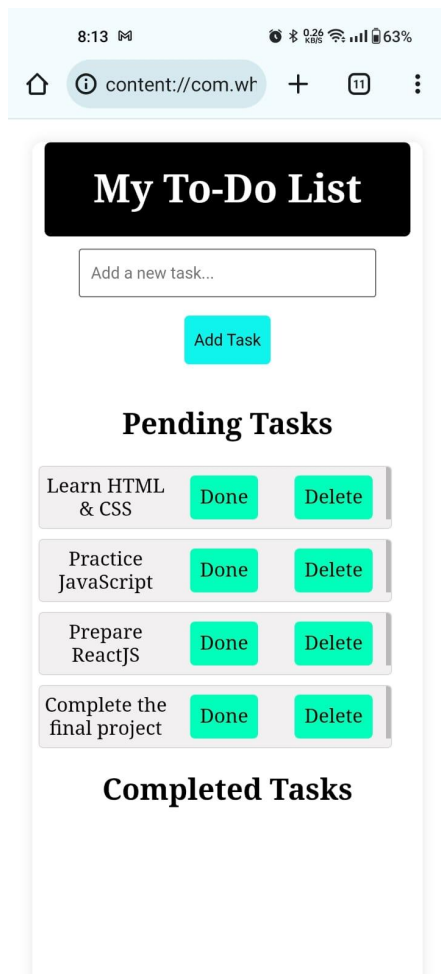 8:13
0.26 KB/S 63%
content://com.wh
11
My To-Do List
Add a new task...
Add Task
Pending Tasks
Learn HTML
& CSS
Done
Delete
Practice
JavaScript
Done
Delete
Prepare
ReactJS
Done
Delete
Complete the
final project
Done
Delete
Completed Tasks